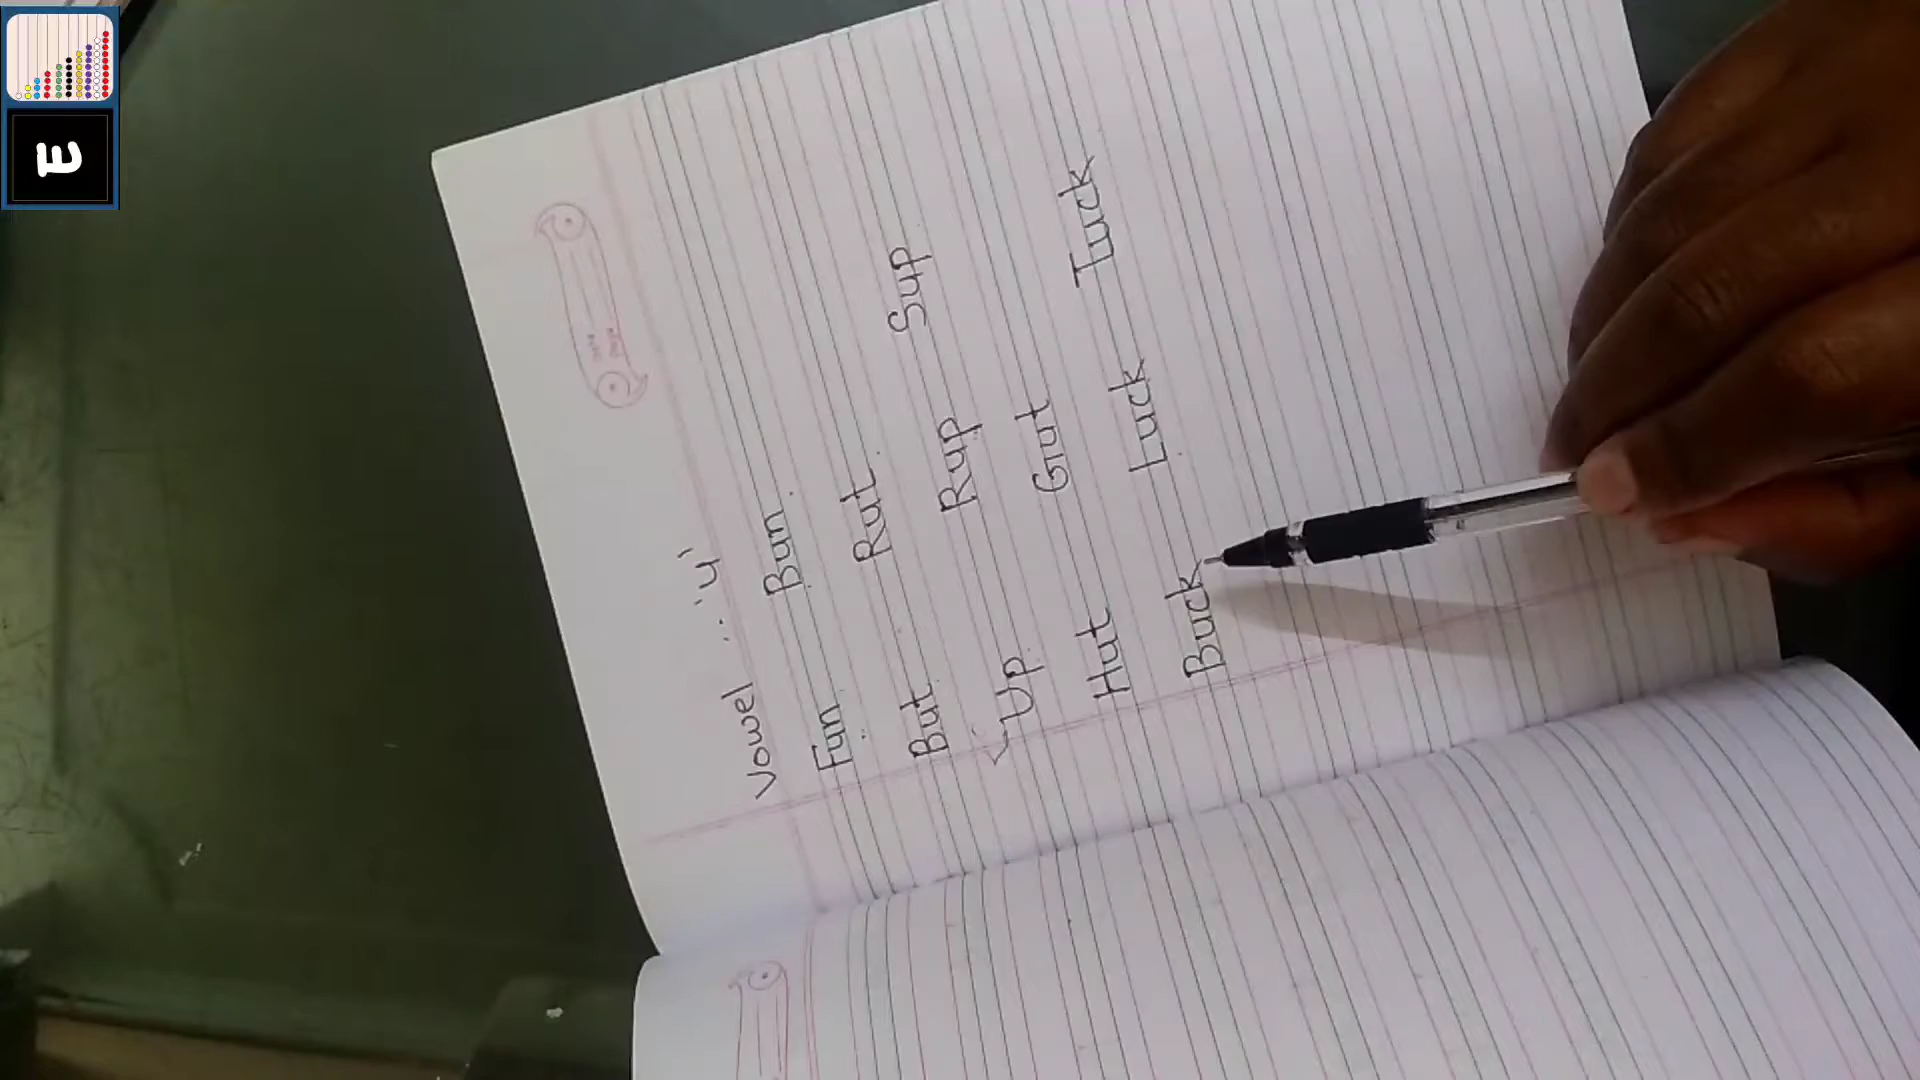 Vowel :- 'u'
Fun Bun
But Rut
Up Rup Sup
Hut Gut
Buck Luck Tuck
E